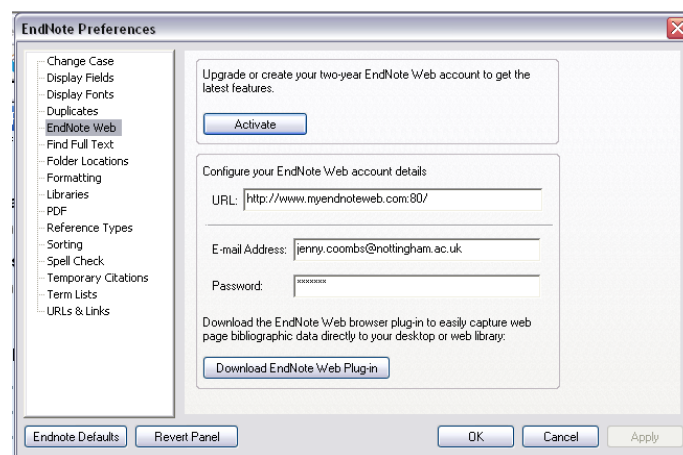 EndNote Preferences
Change Case
Display Fields
Display Fonts
Duplicates
EndNote Web
Find Full Text
Folder Locations
Formatting
Libraries
PDF
Reference Types
Sorting
Spell Check
Temporary Citations
Term Lists
URLs & Links
Upgrade or create your two-year EndNote Web account to get the
latest features.
Activate
Configure your EndNote Web account details
URL: http://www.myendnoteweb.com:80/
E-mail Address: jenny.coombs@nottingham.ac.uk
Password: xxxxxxx
Download the EndNote Web browser plug-in to easily capture web
page bibliographic data directly to your desktop or web library:
Download EndNote Web Plug-in
Endnote Defaults Revert Panel OK Cancel Apply